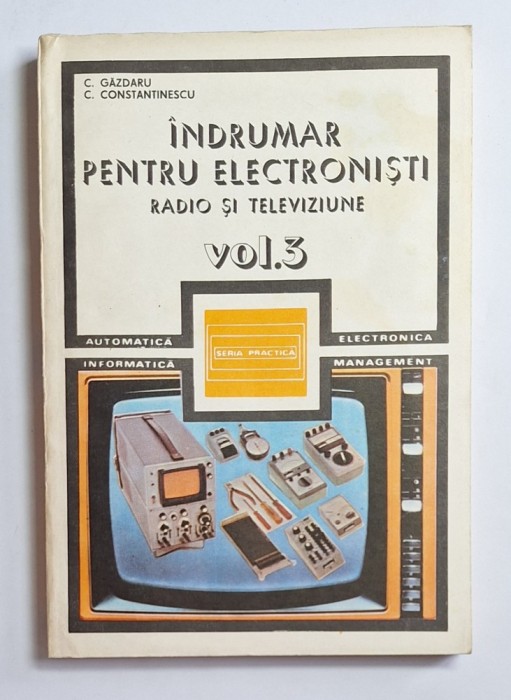 C. GĂZDARU
C. CONSTANTINESCU
ÎNDRUMAR
PENTRU ELECTRONIȘTI
RADIO ȘI TELEVIZIUNE
vol.3
AUTOMATICĂ
ELECTRONICA
SERIA PRACTICĂ
INFORMATICĂ
MANAGEMENT